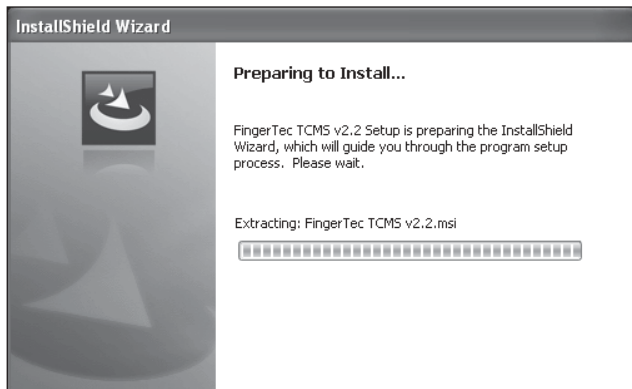 InstallShield Wizard
Preparing to Install...
FingerTec TCMS v2.2 Setup is preparing the InstallShield
Wizard, which will guide you through the program setup
process. Please wait.
Extracting: FingerTec TCMS v2.2.msi